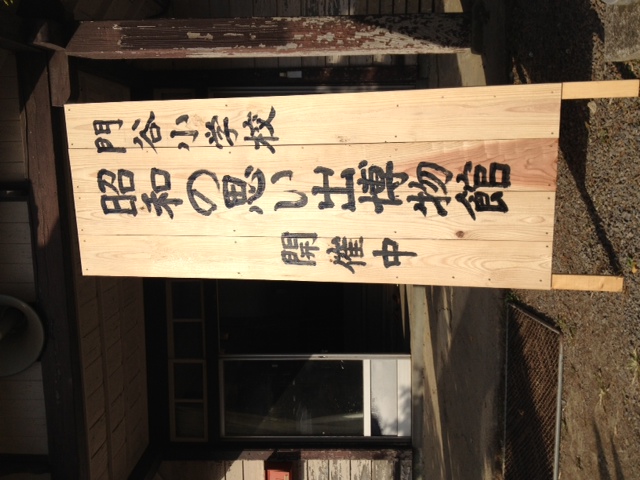 門谷小学校
昭和の思い出博物館
開催中